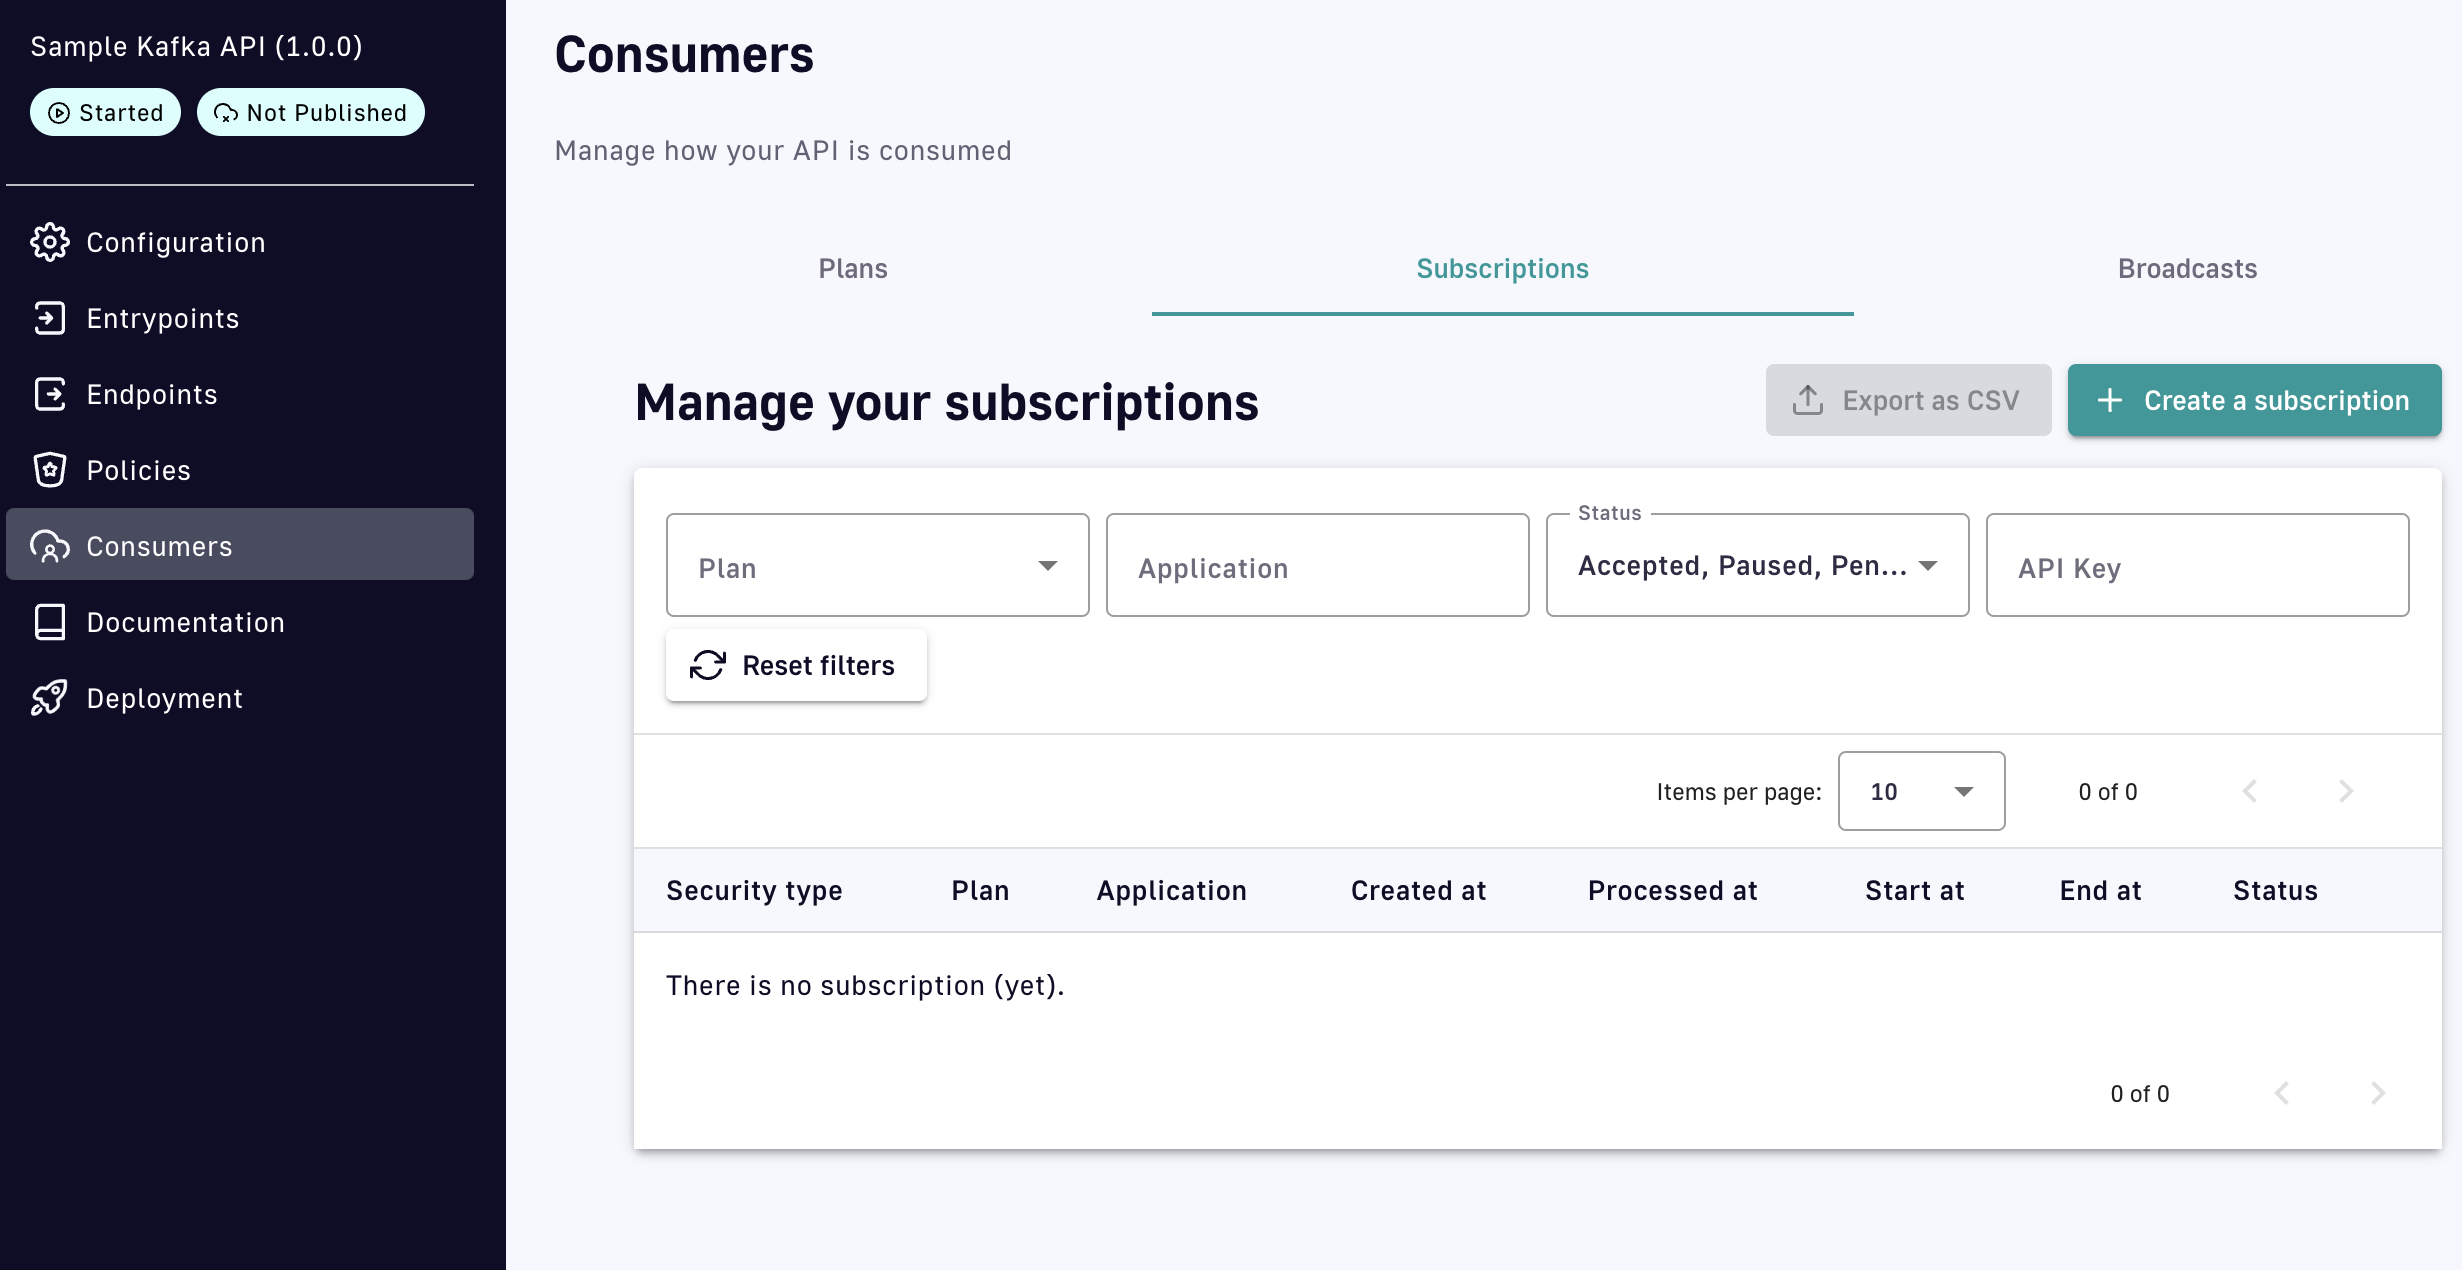 Sample Kafka API (1.0.0)
Started
Not Published
Configuration
Entrypoints
Endpoints
Policies
Consumers
Documentation
Deployment
Consumers
Manage how your API is consumed
Plans
Subscriptions
Broadcasts
Manage your subscriptions
Export as CSV
Create a subscription
Plan
Application
Status
Accepted, Paused, Pen...
API Key
Reset filters
Items per page:
10
0 of 0
Security type
Plan
Application
Created at
Processed at
Start at
End at
Status
There is no subscription (yet).
0 of 0